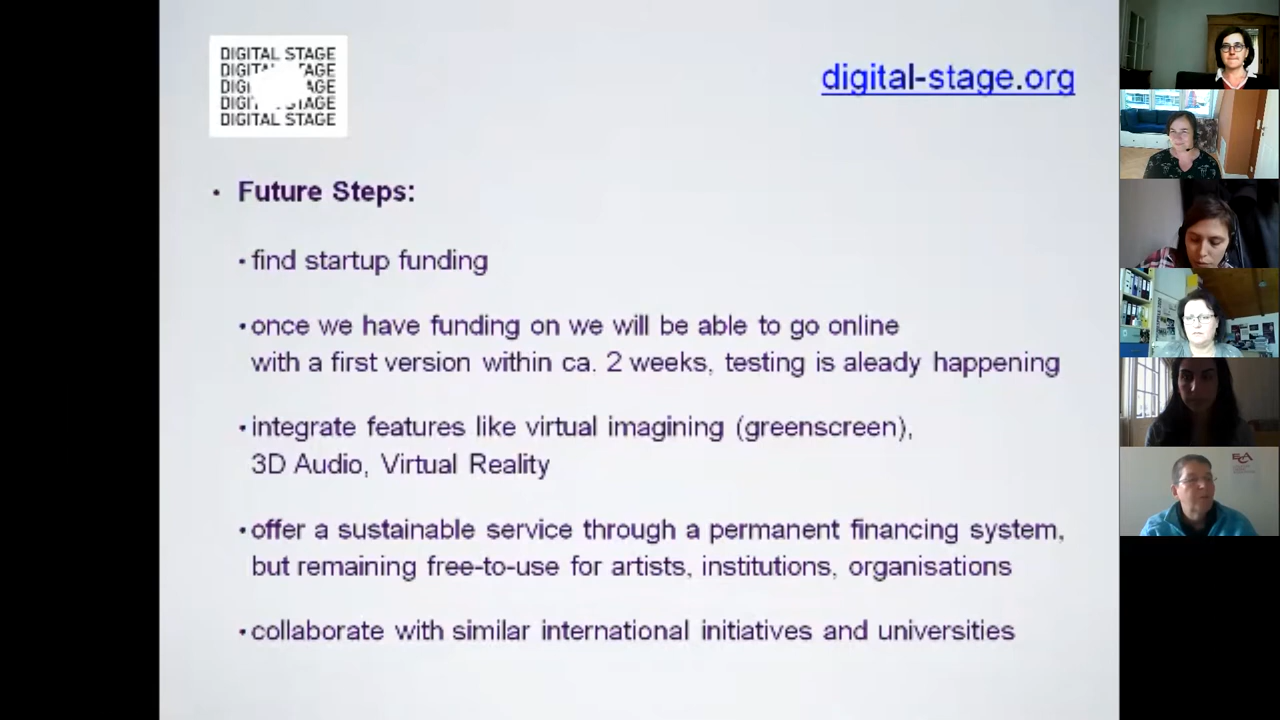 DIGITAL STAGE
DIGIT STAGE
DIGI AGE
DIGIT STAGE
DIGITAL STAGE
digital-stage.org
• Future Steps:
• find startup funding
• once we have funding on we will be able to go online
with a first version within ca. 2 weeks, testing is aleady happening
• integrate features like virtual imagining (greenscreen),
3D Audio, Virtual Reality
• offer a sustainable service through a permanent financing system,
but remaining free-to-use for artists, institutions, organisations
• collaborate with similar international initiatives and universities
ECA